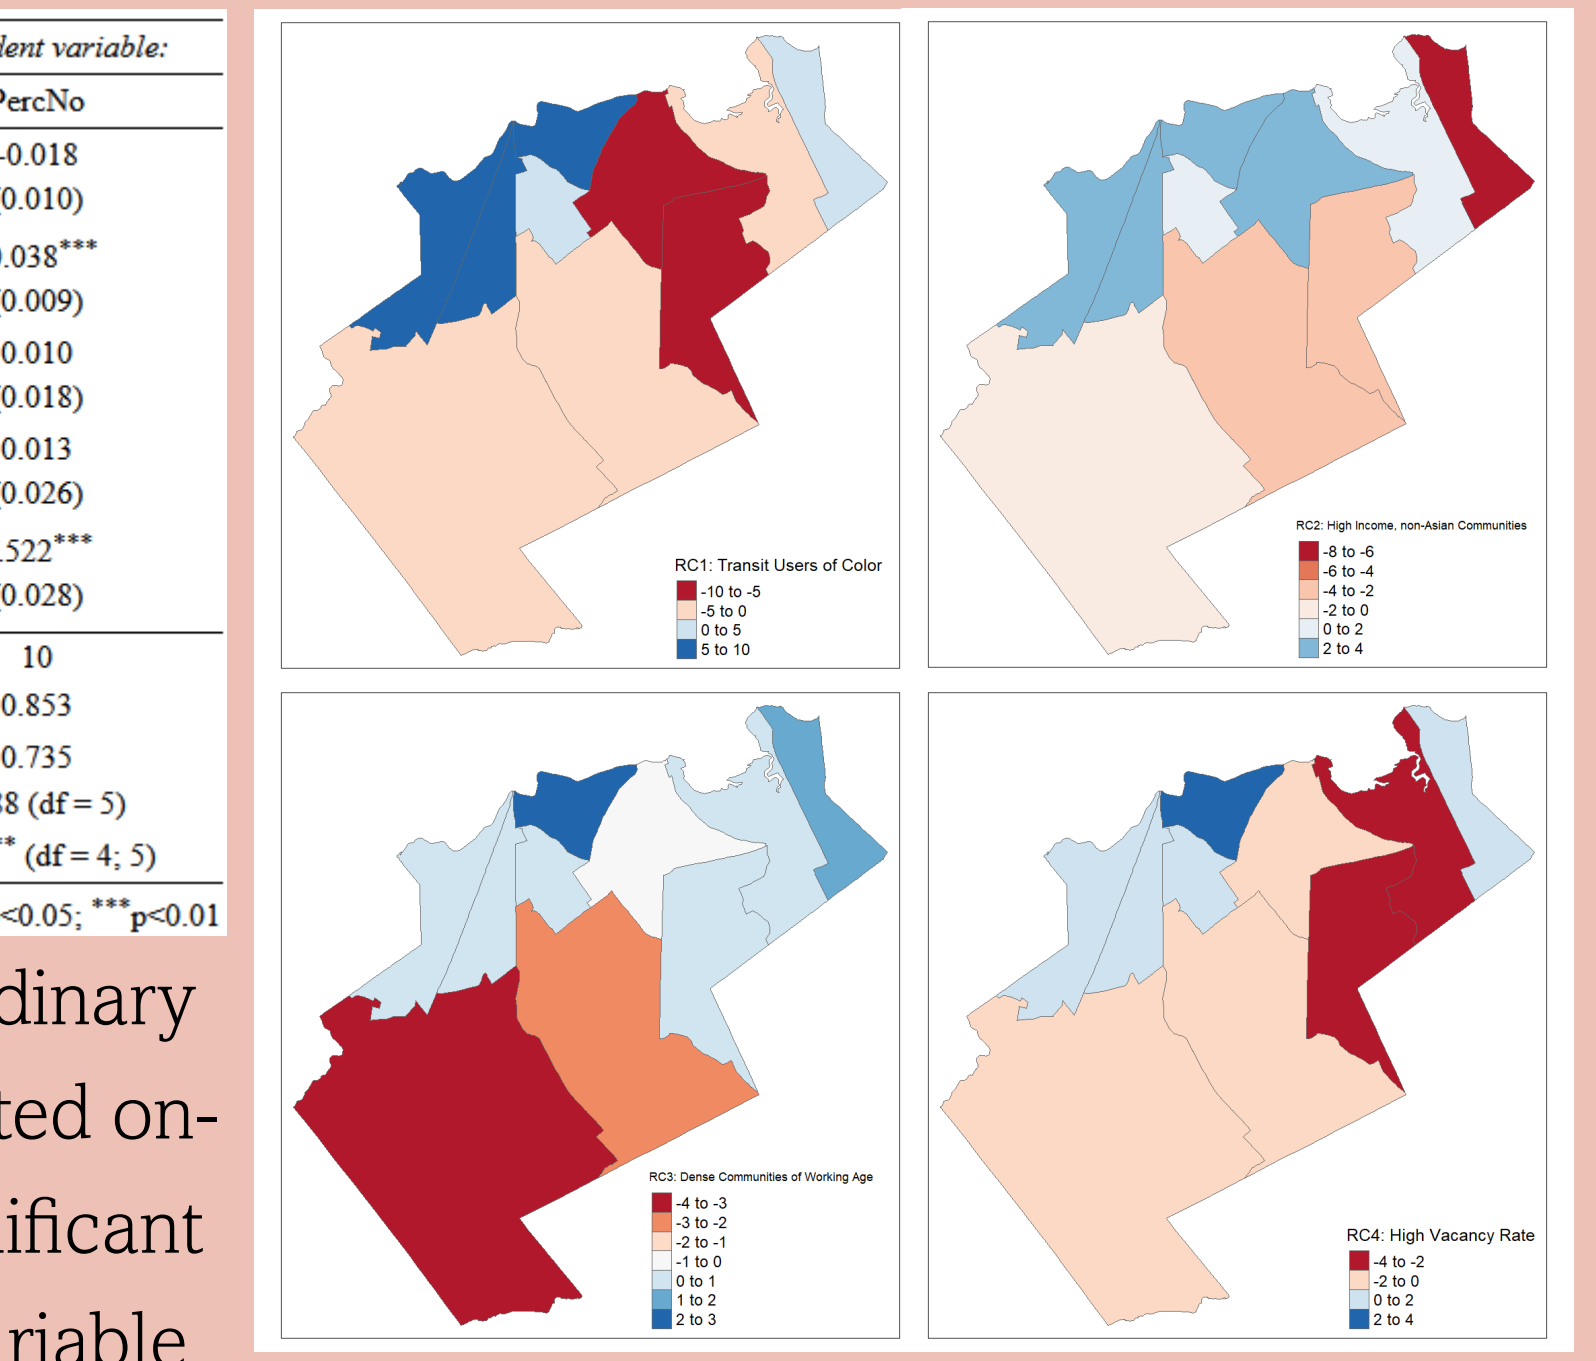 dent variable:
PercNo
-0.018
(0.010)
0.038***
(0.009)
0.010
(0.018)
0.013
(0.026)
.522***
(0.028)
10
0.853
0.735
38 (df = 5)
** (df = 4; 5)
<0.05; ***p<0.01
dinary
ted on-
ificant
riable
RC1: Transit Users of Color
-10 to -5
-5 to 0
0 to 5
5 to 10
RC2: High Income, non-Asian Communities
-8 to -6
-6 to -4
-4 to -2
-2 to 0
0 to 2
2 to 4
RC3: Dense Communities of Working Age
-4 to -3
-3 to -2
-2 to -1
-1 to 0
0 to 1
1 to 2
2 to 3
RC4: High Vacancy Rate
-4 to -2
-2 to 0
0 to 2
2 to 4